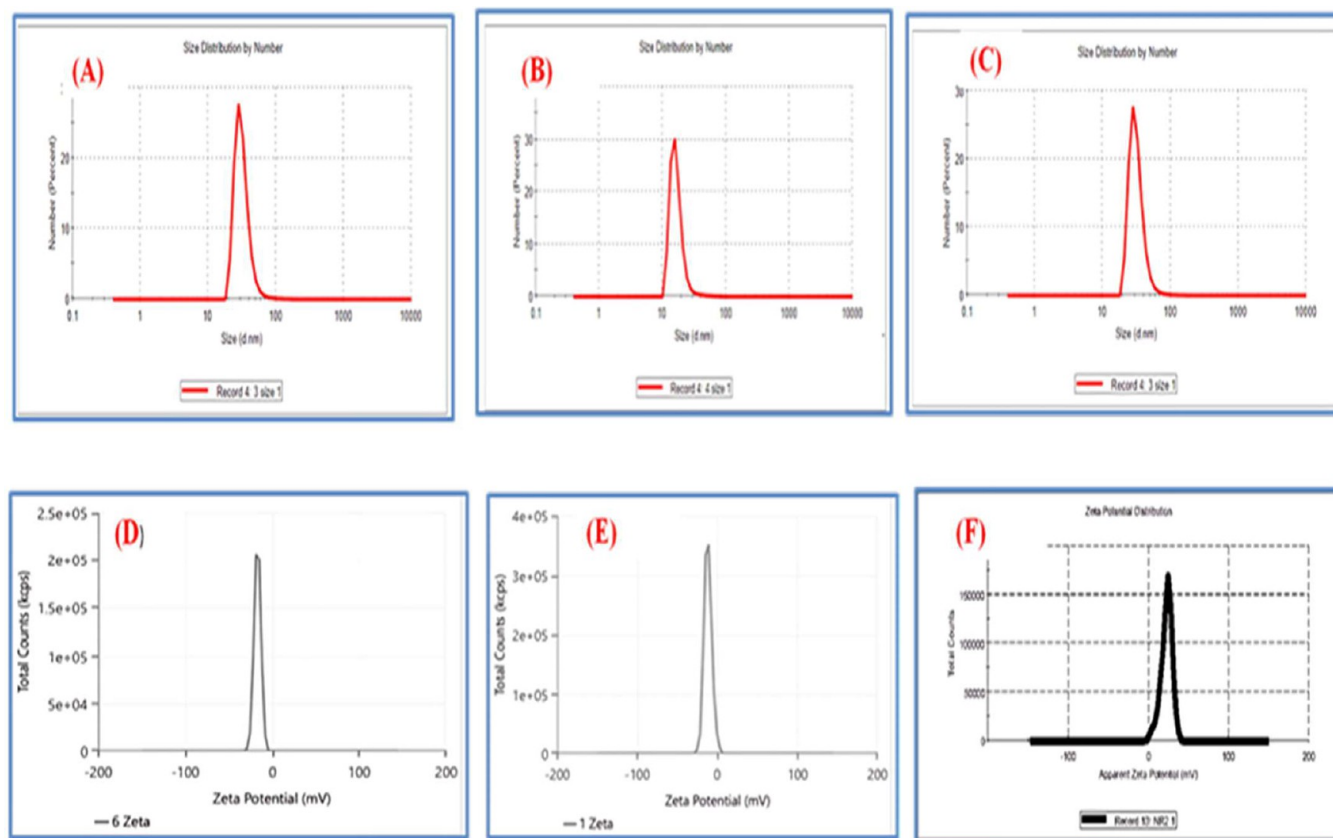 Size Distribution by Number
(A)
Number (Percent)
20
10
0
0.1 1 10 100 1000 10000
Size (d.nm)
Record 4: 3 size 1
Size Distribution by Number
(B)
Number (Percent)
30
20
10
0
0.1 1 10 100 1000 10000
Size (d.nm)
Record 4: 4 size 1
Size Distribution by Number
(C)
Number (Percent)
30
20
10
0
0.1 1 10 100 1000 10000
Size (d.nm)
Record 4: 3 size 1
(D)
Total Counts (kcps)
2.5e+05
2e+05
1.5e+05
1e+05
5e+04
0
-200 -100 0 100 200
Zeta Potential (mV)
6 Zeta
(E)
Total Counts (kcps)
4e+05
3e+05
2e+05
1e+05
0
-200 -100 0 100 200
Zeta Potential (mV)
1 Zeta
Zeta Potential Distribution
(F)
Total Counts
150000
100000
50000
0
-100 0 100 200
Apparent Zeta Potential (mV)
Record 10: NR2 1